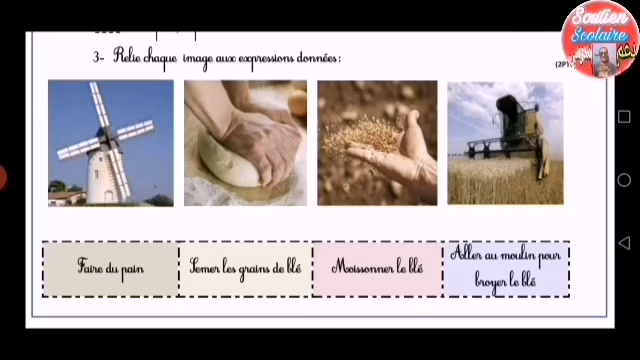 Soutien
Scolaire
3- Relie chaque image aux expressions données :
Faire du pain
Semer les grains de blé
Moissonner le blé
Aller au moulin pour
broyer le blé